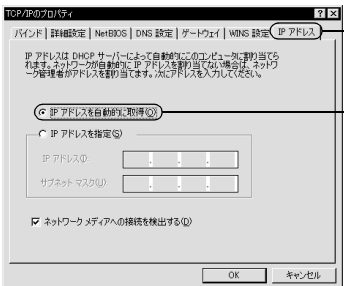 TCP/IPのプロパティ
バインド 詳細設定 NetBIOS DNS 設定 ゲートウェイ WINS 設定 IP アドレス
IP アドレスは DHCP サーバーによって自動的にこのコンピュータに割り当てら
れます。ネットワークが自動的に IP アドレスを割り当てない場合は、ネットワ
ーク管理者がアドレスを割り当てます。次にアドレスを入力してください。
IP アドレスを自動的に取得(O)
IP アドレスを指定(S)
IP アドレス(I):
サブネット マスク(U):
ネットワーク メディアへの接続を検出する(D)
OK キャンセル